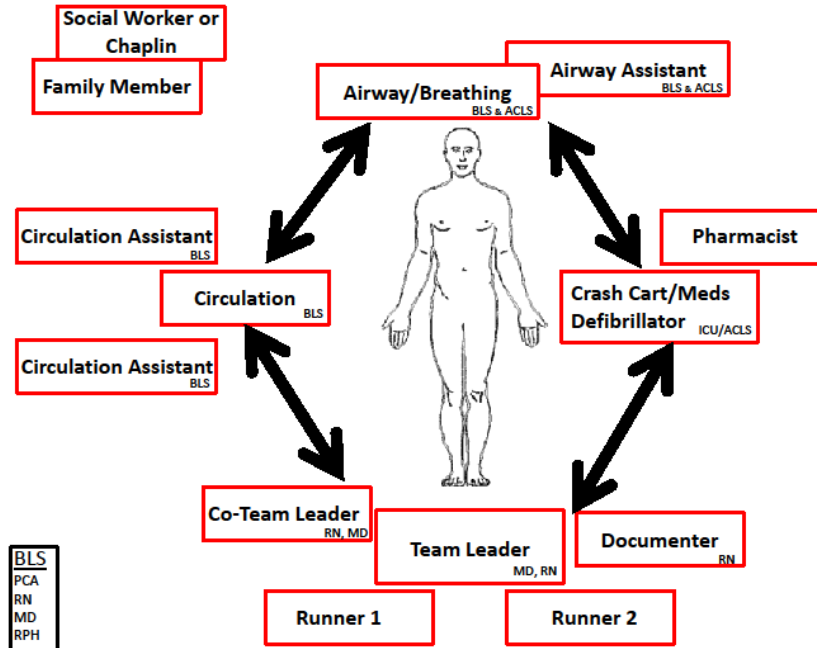 Social Worker or
Chaplin
Family Member
Airway/Breathing
BLS & ACLS
Airway Assistant
BLS & ACLS
Circulation Assistant
BLS
Pharmacist
Circulation
BLS
Crash Cart/Meds
Defibrillator ICU/ACLS
Circulation Assistant
BLS
Co-Team Leader
RN, MD
Team Leader
MD, RN
Documenter
RN
BLS
PCA
RN
MD
RPH
Runner 1
Runner 2